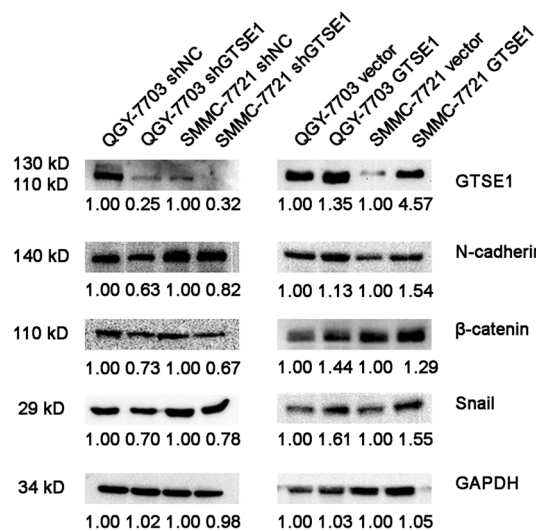 QGY-7703 shNC
QGY-7703 shGTSE1
SMMC-7721 shNC
SMMC-7721 shGTSE1
QGY-7703 vector
QGY-7703 GTSE1
SMMC-7721 vector
SMMC-7721 GTSE1
130 kD
110 kD
GTSE1
1.00 0.25 1.00 0.32 1.00 1.35 1.00 4.57
140 kD N-cadherin
1.00 0.63 1.00 0.82 1.00 1.13 1.00 1.54
110 kD β-catenin
1.00 0.73 1.00 0.67 1.00 1.44 1.00 1.29
29 kD Snail
1.00 0.70 1.00 0.78 1.00 1.61 1.00 1.55
34 kD GAPDH
1.00 1.02 1.00 0.98 1.00 1.03 1.00 1.05